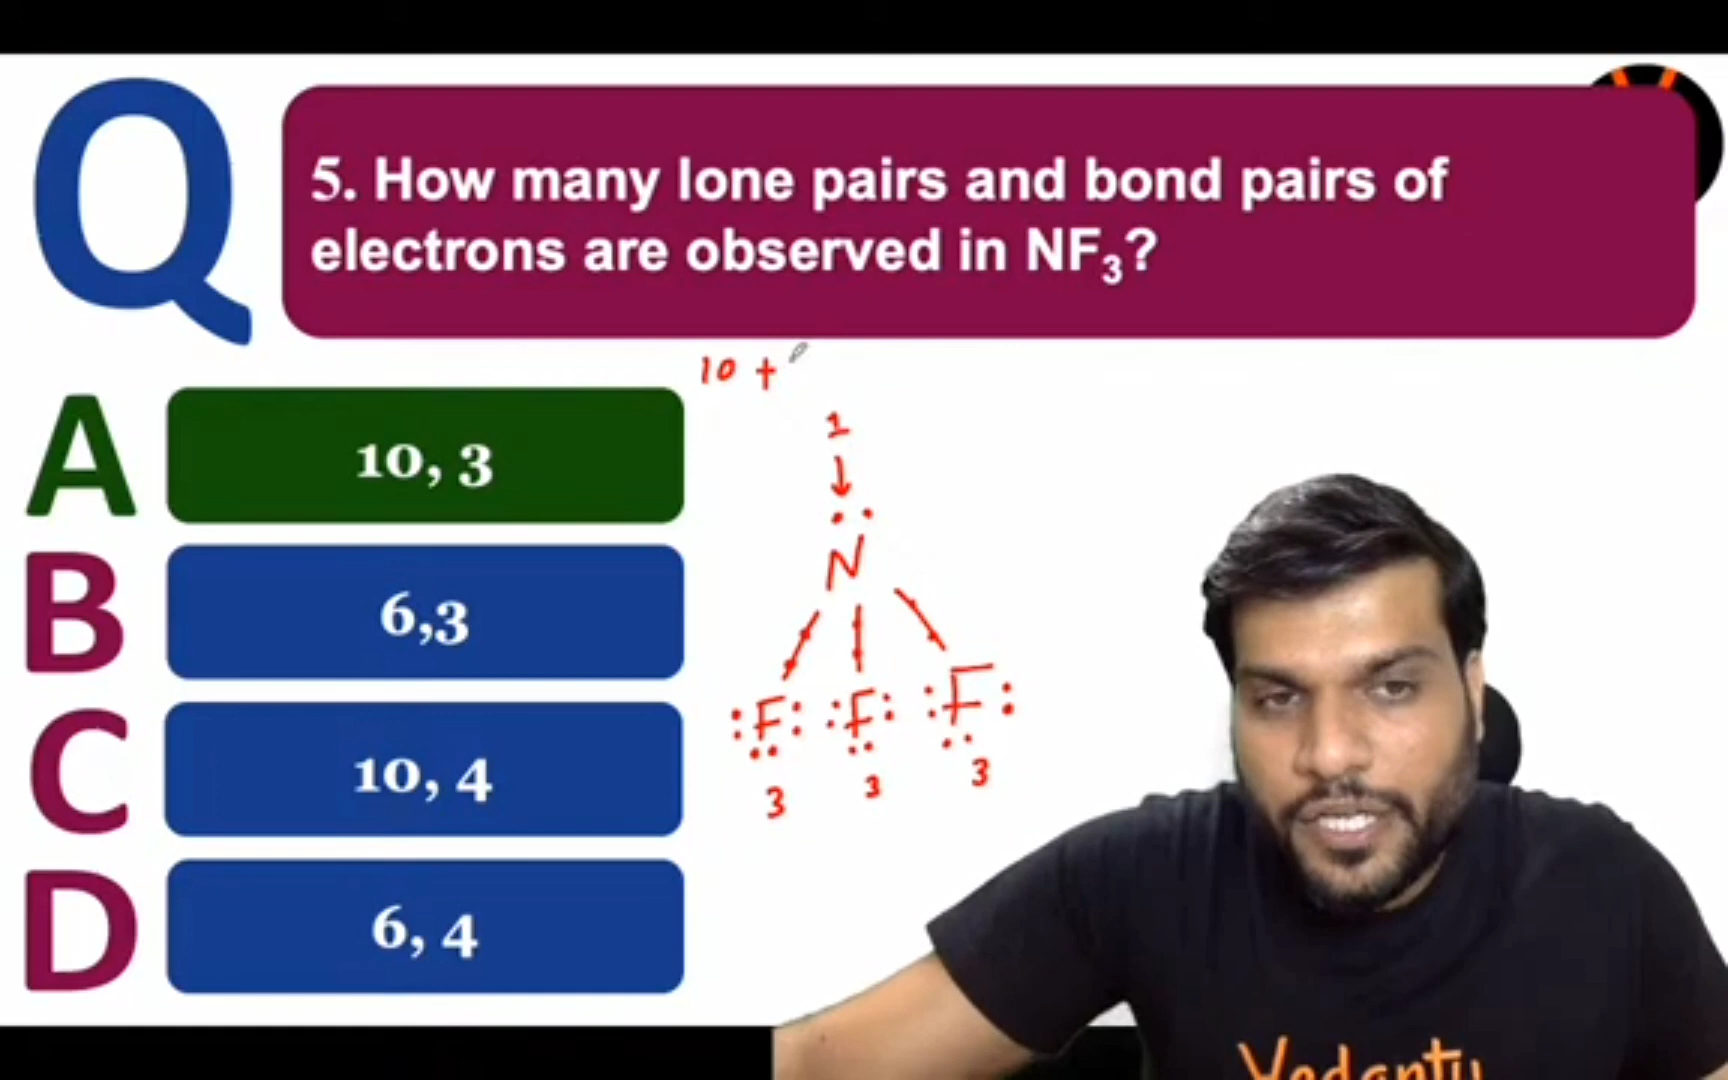 Q
5. How many lone pairs and bond pairs of
electrons are observed in NF₃?
10 +
A
10, 3
B
6,3
C
10, 4
D
6, 4
1
↓
..
N
:F: :F: :F:
.. .. ..
3 3 3
Vedantu